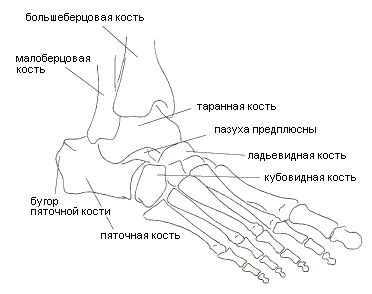 большеберцовая кость
малоберцовая
кость
таранная кость
пазуха предплюсны
ладьевидная кость
кубовидная кость
бугор
пяточной кости
пяточная кость